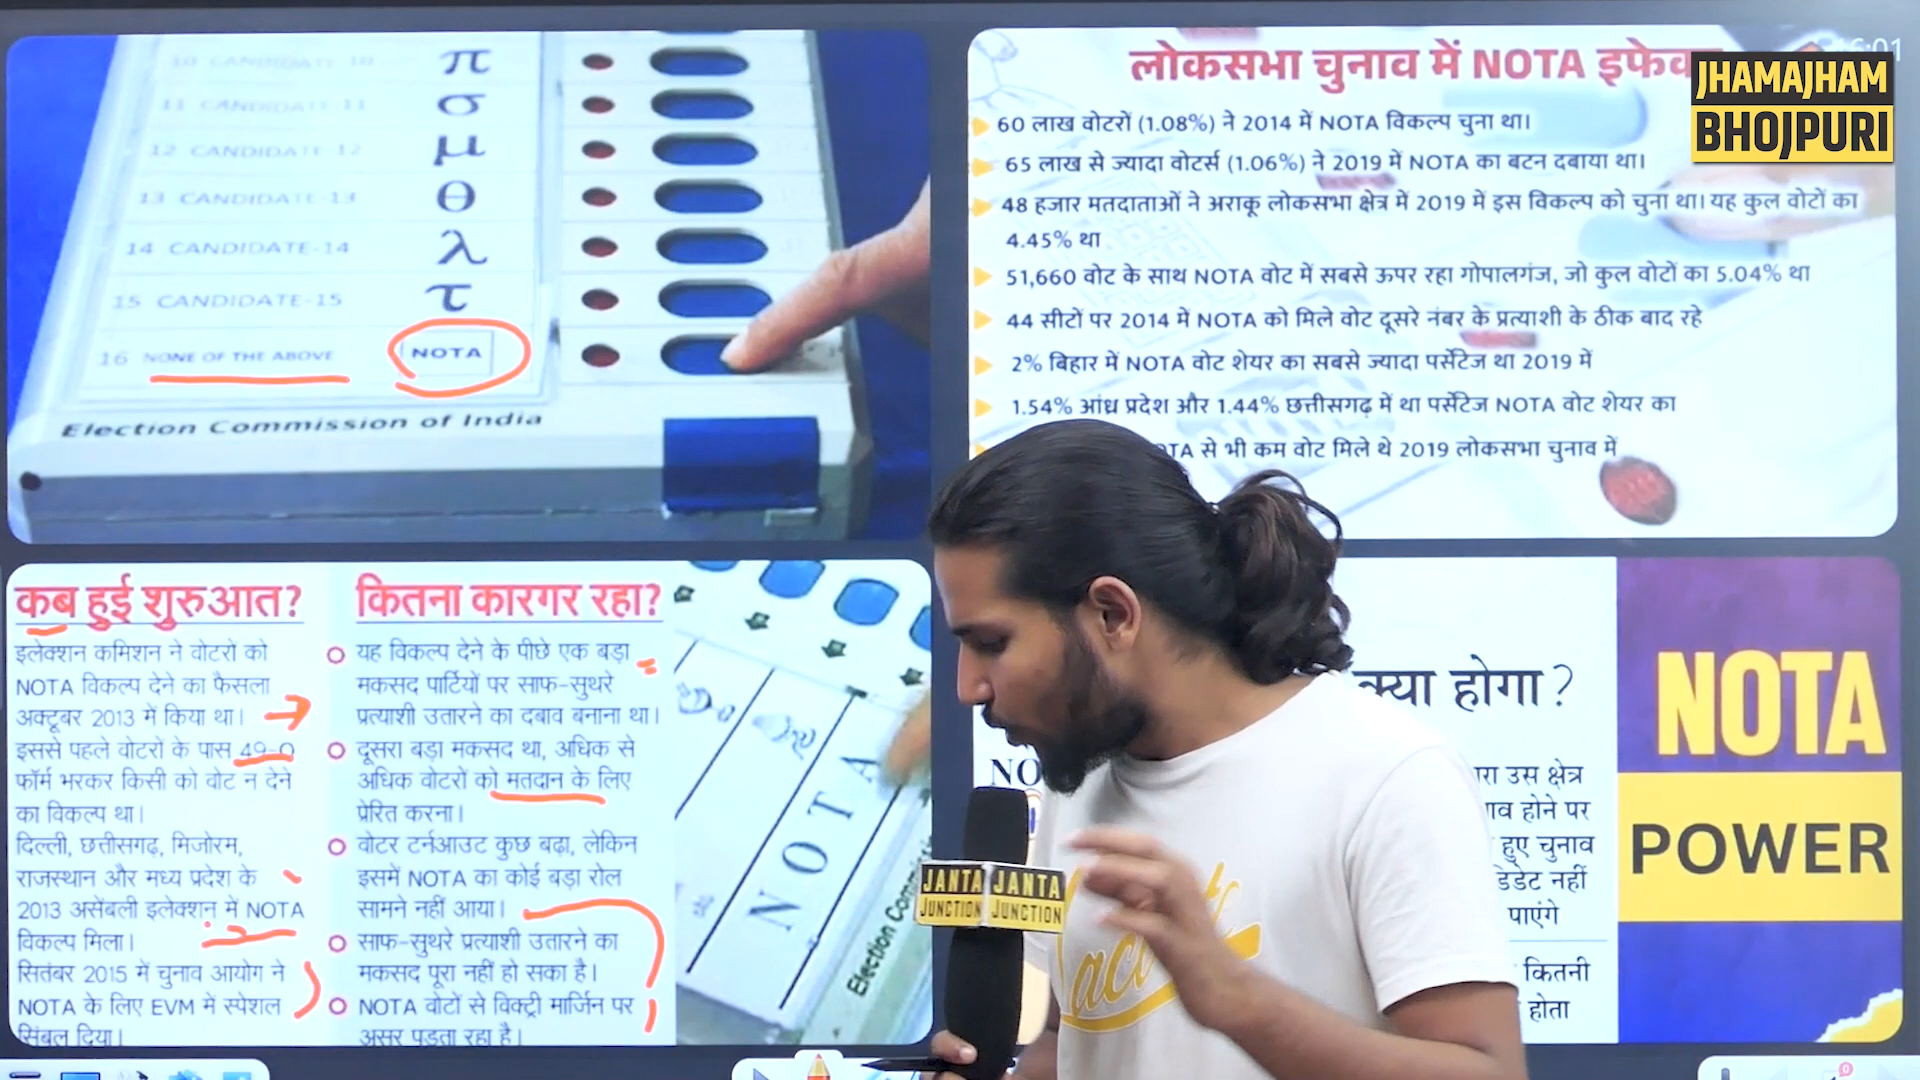 10 CANDIDATE-10 π
11 CANDIDATE-11 σ
12 CANDIDATE-12 μ
13 CANDIDATE-13 θ
14 CANDIDATE-14 λ
15 CANDIDATE-15 τ
16 NONE OF THE ABOVE NOTA
Election Commission of India
लोकसभा चुनाव में NOTA
60 लाख वोटरों (1.08%) ने 2014 में NOTA विकल्प चुना था।
65 लाख से ज्यादा वोटर्स (1.06%) ने 2019 में NOTA का बटन दबाया था।
48 हजार मतदाताओं ने अराकू लोकसभा क्षेत्र में 2019 में इस विकल्प को चुना था। यह कुल वोटों का
4.45% था
51,660 वोट के साथ NOTA वोट में सबसे ऊपर रहा गोपालगंज, जो कुल वोटों का 5.04% था
44 सीटों पर 2014 में NOTA को मिले वोट दूसरे नंबर के प्रत्याशी के ठीक बाद रहे
2% बिहार में NOTA वोट शेयर का सबसे ज्यादा पर्सेंटेज था 2019 में
1.54% आंध्र प्रदेश और 1.44% छत्तीसगढ़ में था पर्सेंटेज NOTA वोट शेयर का
से भी कम वोट मिले थे 2019 लोकसभा चुनाव में
JHAMAJHAM
BHOJPURI
कब हुई शुरुआत?
इलेक्शन कमिशन ने वोटरों को
NOTA विकल्प देने का फैसला
अक्टूबर 2013 में किया था।
इससे पहले वोटरों के पास 49-0
फॉर्म भरकर किसी को वोट न देने
का विकल्प था।
दिल्ली, छत्तीसगढ़, मिजोरम,
राजस्थान और मध्य प्रदेश के
2013 असेंबली इलेक्शन में NOTA
विकल्प मिला।
सितंबर 2015 में चुनाव आयोग ने
NOTA के लिए EVM में स्पेशल
सिंबल दिया।
कितना कारगर रहा?
यह विकल्प देने के पीछे एक बड़ा
मकसद पार्टियों पर साफ-सुथरे
प्रत्याशी उतारने का दबाव बनाना था।
दूसरा बड़ा मकसद था, अधिक से
अधिक वोटरों को मतदान के लिए
प्रेरित करना।
वोटर टर्नआउट कुछ बढ़ा, लेकिन
इसमें NOTA का कोई बड़ा रोल
सामने नहीं आया।
साफ-सुथरे प्रत्याशी उतारने का
मकसद पूरा नहीं हो सका है।
NOTA वोटों से विक्ट्री मार्जिन पर
असर पड़ता रहा है।
NOTA
Election
क्या होगा?
उस क्षेत्र
होने पर
हुए चुनाव
नहीं
पाएंगे
कितनी
होता
NOTA
POWER
JANTA
JUNCTION
JANTA
JUNCTION